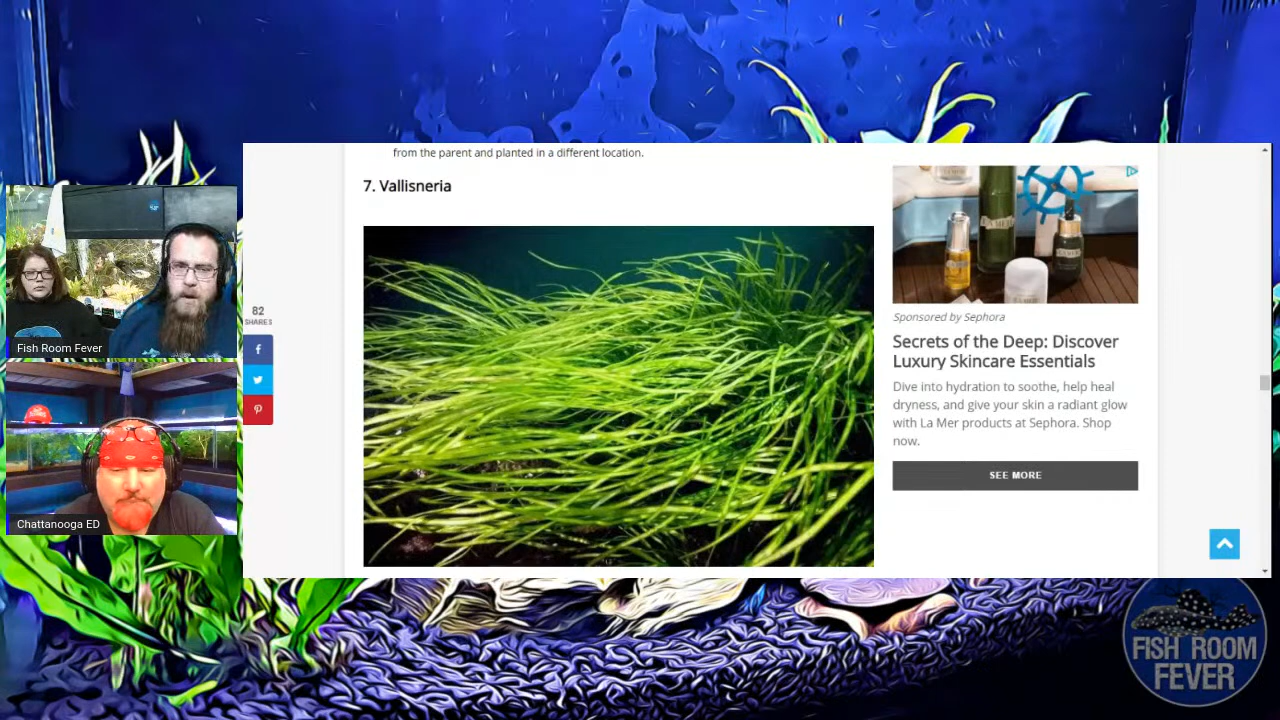 from the parent and planted in a different location.
7. Vallisneria
82
SHARES
Fish Room Fever
Chattanooga ED
LA MER
Sponsored by Sephora
Secrets of the Deep: Discover
Luxury Skincare Essentials
Dive into hydration to soothe, help heal
dryness, and give your skin a radiant glow
with La Mer products at Sephora. Shop
now.
SEE MORE
FISH ROOM
FEVER